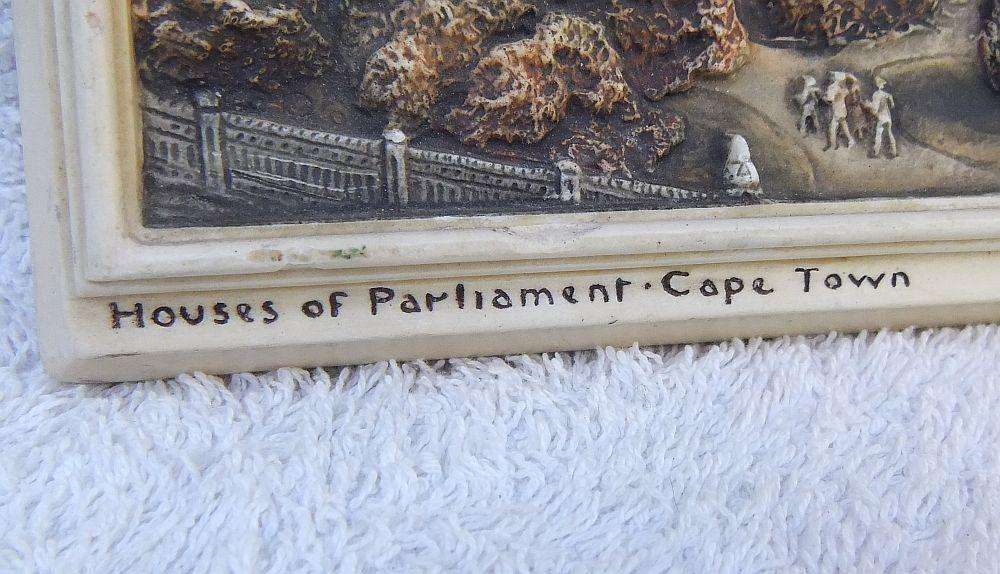 Houses of Parliament · Cape Town